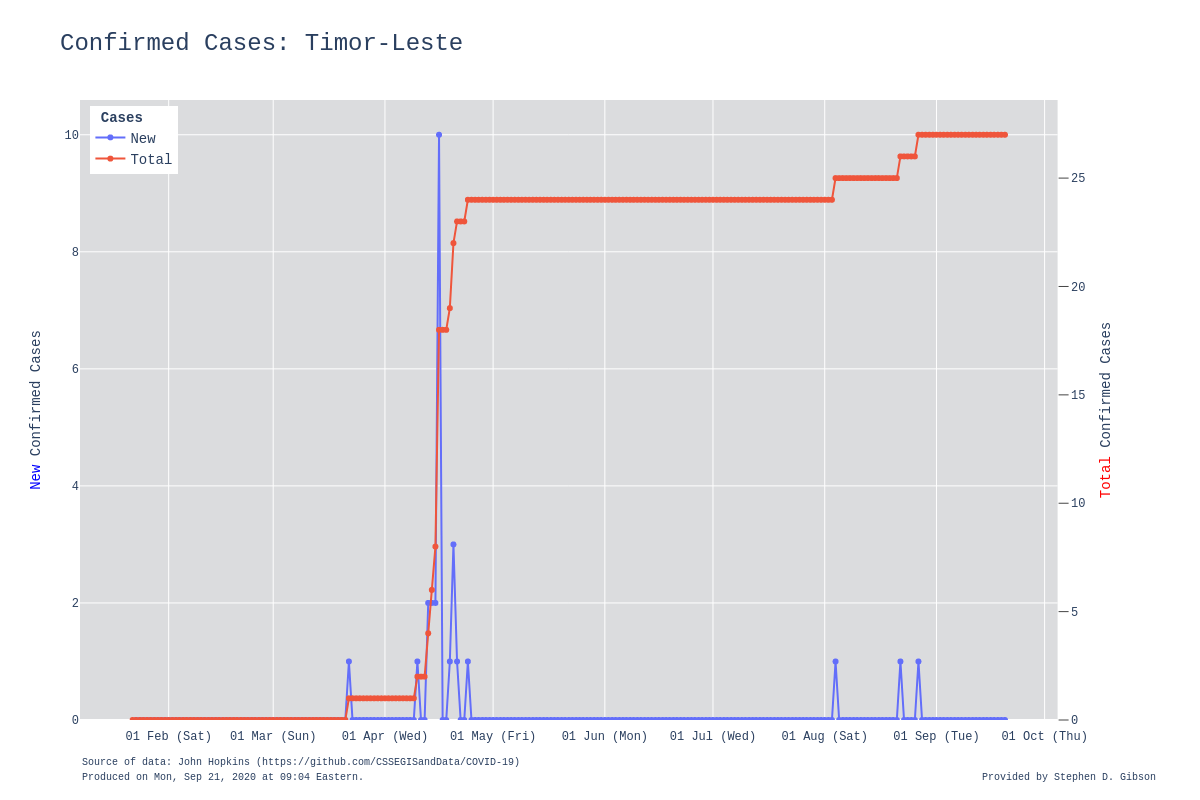 Confirmed Cases: Timor-Leste
Cases
New
Total
10
8
6
4
2
0
New Confirmed Cases
25
20
15
10
5
0
Total Confirmed Cases
01 Feb (Sat)
01 Mar (Sun)
01 Apr (Wed)
01 May (Fri)
01 Jun (Mon)
01 Jul (Wed)
01 Aug (Sat)
01 Sep (Tue)
01 Oct (Thu)
Source of data: John Hopkins (https://github.com/CSSEGISandData/COVID-19)
Produced on Mon, Sep 21, 2020 at 09:04 Eastern.
Provided by Stephen D. Gibson